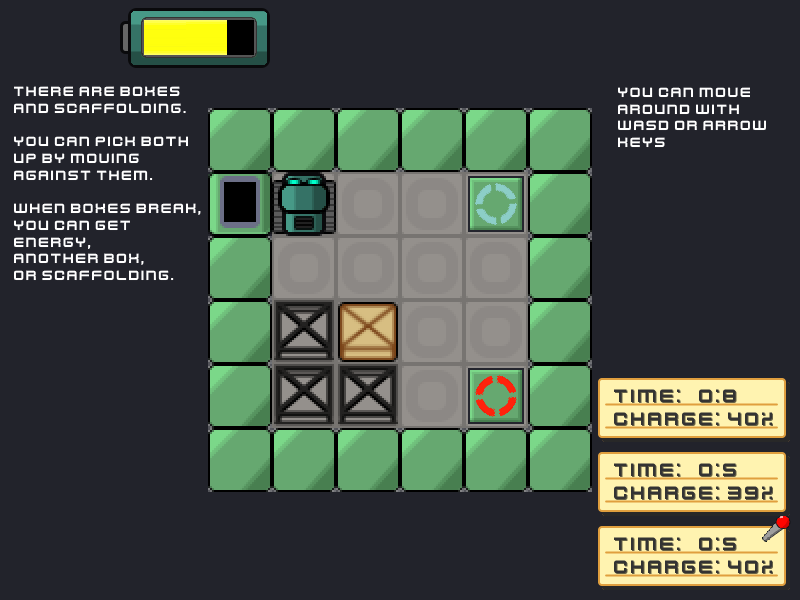 THERE ARE BOXES
AND SCAFFOLDING.
YOU CAN PICK BOTH
UP BY MOVING
AGAINST THEM.
WHEN BOXES BREAK,
YOU CAN GET
ENERGY,
ANOTHER BOX,
OR SCAFFOLDING.
YOU CAN MOVE
AROUND WITH
WASD OR ARROW
KEYS
TIME: 0:8
CHARGE: 40%
TIME: 0:5
CHARGE: 39%
TIME: 0:5
CHARGE: 40%